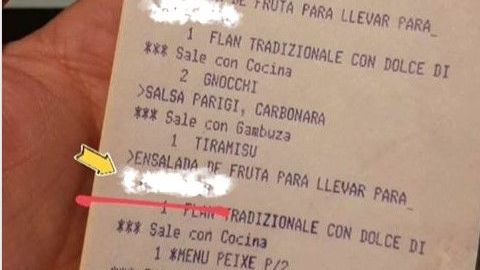 DE FRUTA PARA LLEVAR PARA_
1 FLAN TRADIZIONALE CON DOLCE DI
*** Sale con Cocina
2 GNOCCHI
>SALSA PARIGI, CARBONARA
*** Sale con Gambuza
1 TIRAMISU
>ENSALADA DE FRUTA PARA LLEVAR PARA_
1 FLAN TRADIZIONALE CON DOLCE DI
*** Sale con Cocina
1 *MENU PEIXE P/2